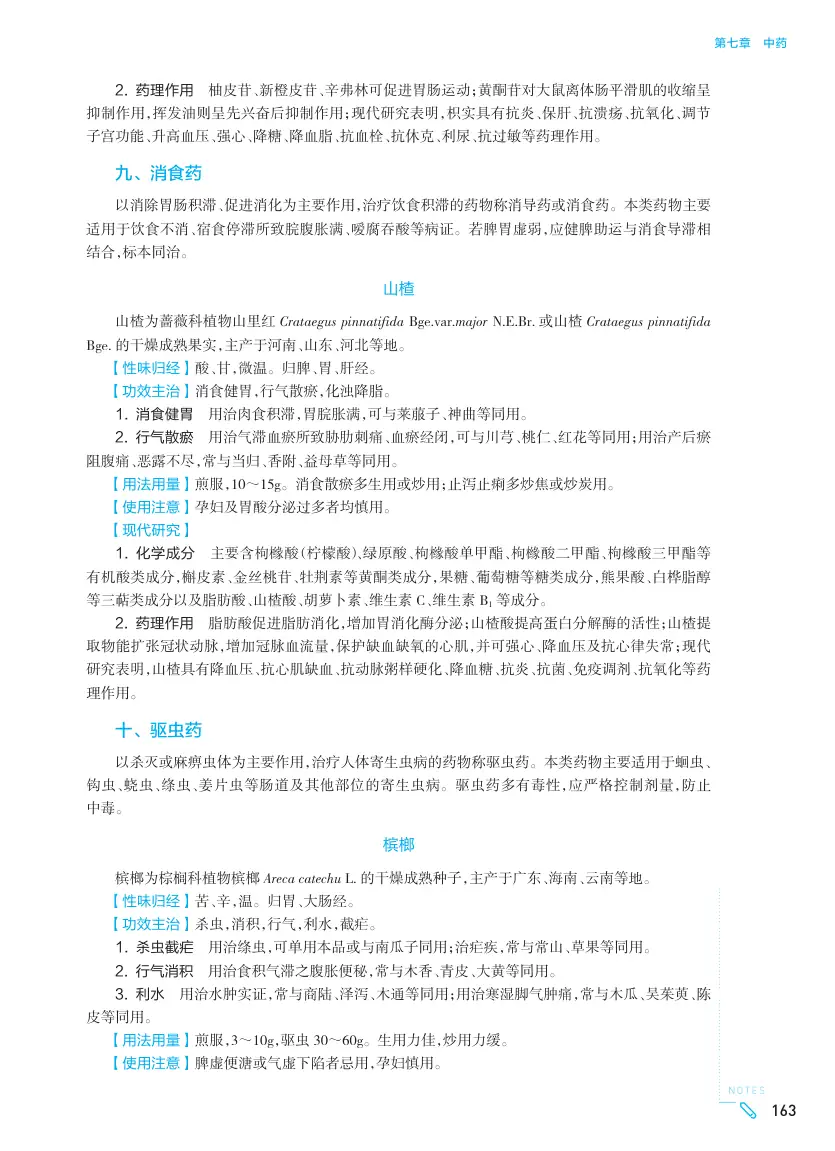 第七章 中药
2. 药理作用 柚皮苷、新橙皮苷、辛弗林可促进胃肠运动;黄酮苷对大鼠离体肠平滑肌的收缩呈
抑制作用,挥发油则呈先兴奋后抑制作用;现代研究表明,枳实具有抗炎、保肝、抗溃疡、抗氧化、调节
子宫功能、升高血压、强心、降糖、降血脂、抗血栓、抗休克、利尿、抗过敏等药理作用。
九、消食药
以消除胃肠积滞、促进消化为主要作用,治疗饮食积滞的药物称消导药或消食药。本类药物主要
适用于饮食不消、宿食停滞所致脘腹胀满、嗳腐吞酸等病证。若脾胃虚弱,应健脾助运与消食导滞相
结合,标本同治。
山楂
山楂为蔷薇科植物山里红 Crataegus pinnatifida Bge.var.major N.E.Br. 或山楂 Crataegus pinnatifida
Bge. 的干燥成熟果实,主产于河南、山东、河北等地。
【性味归经】酸、甘,微温。归脾、胃、肝经。
【功效主治】消食健胃,行气散瘀,化浊降脂。
1. 消食健胃 用治肉食积滞,胃脘胀满,可与莱菔子、神曲等同用。
2. 行气散瘀 用治气滞血瘀所致胁肋刺痛、血瘀经闭,可与川芎、桃仁、红花等同用;用治产后瘀
阻腹痛、恶露不尽,常与当归、香附、益母草等同用。
【用法用量】煎服,10～15g。消食散瘀多生用或炒用;止泻止痢多炒焦或炒炭用。
【使用注意】孕妇及胃酸分泌过多者均慎用。
【现代研究】
1. 化学成分 主要含枸橼酸(柠檬酸)、绿原酸、枸橼酸单甲酯、枸橼酸二甲酯、枸橼酸三甲酯等
有机酸类成分,槲皮素、金丝桃苷、牡荆素等黄酮类成分,果糖、葡萄糖等糖类成分,熊果酸、白桦脂醇
等三萜类成分以及脂肪酸、山楂酸、胡萝卜素、维生素 C、维生素 B₁ 等成分。
2. 药理作用 脂肪酸促进脂肪消化,增加胃消化酶分泌;山楂酸提高蛋白分解酶的活性;山楂提
取物能扩张冠状动脉,增加冠脉血流量,保护缺血缺氧的心肌,并可强心、降血压及抗心律失常;现代
研究表明,山楂具有降血压、抗心肌缺血、抗动脉粥样硬化、降血糖、抗炎、抗菌、免疫调剂、抗氧化等药
理作用。
十、驱虫药
以杀灭或麻痹虫体为主要作用,治疗人体寄生虫病的药物称驱虫药。本类药物主要适用于蛔虫、
钩虫、蛲虫、绦虫、姜片虫等肠道及其他部位的寄生虫病。驱虫药多有毒性,应严格控制剂量,防止
中毒。
槟榔
槟榔为棕榈科植物槟榔 Areca catechu L. 的干燥成熟种子,主产于广东、海南、云南等地。
【性味归经】苦、辛,温。归胃、大肠经。
【功效主治】杀虫,消积,行气,利水,截疟。
1. 杀虫截疟 用治绦虫,可单用本品或与南瓜子同用;治疟疾,常与常山、草果等同用。
2. 行气消积 用治食积气滞之腹胀便秘,常与木香、青皮、大黄等同用。
3. 利水 用治水肿实证,常与商陆、泽泻、木通等同用;用治寒湿脚气肿痛,常与木瓜、吴茱萸、陈
皮等同用。
【用法用量】煎服,3～10g,驱虫 30～60g。生用力佳,炒用力缓。
【使用注意】脾虚便溏或气虚下陷者忌用,孕妇慎用。
NOTES
163